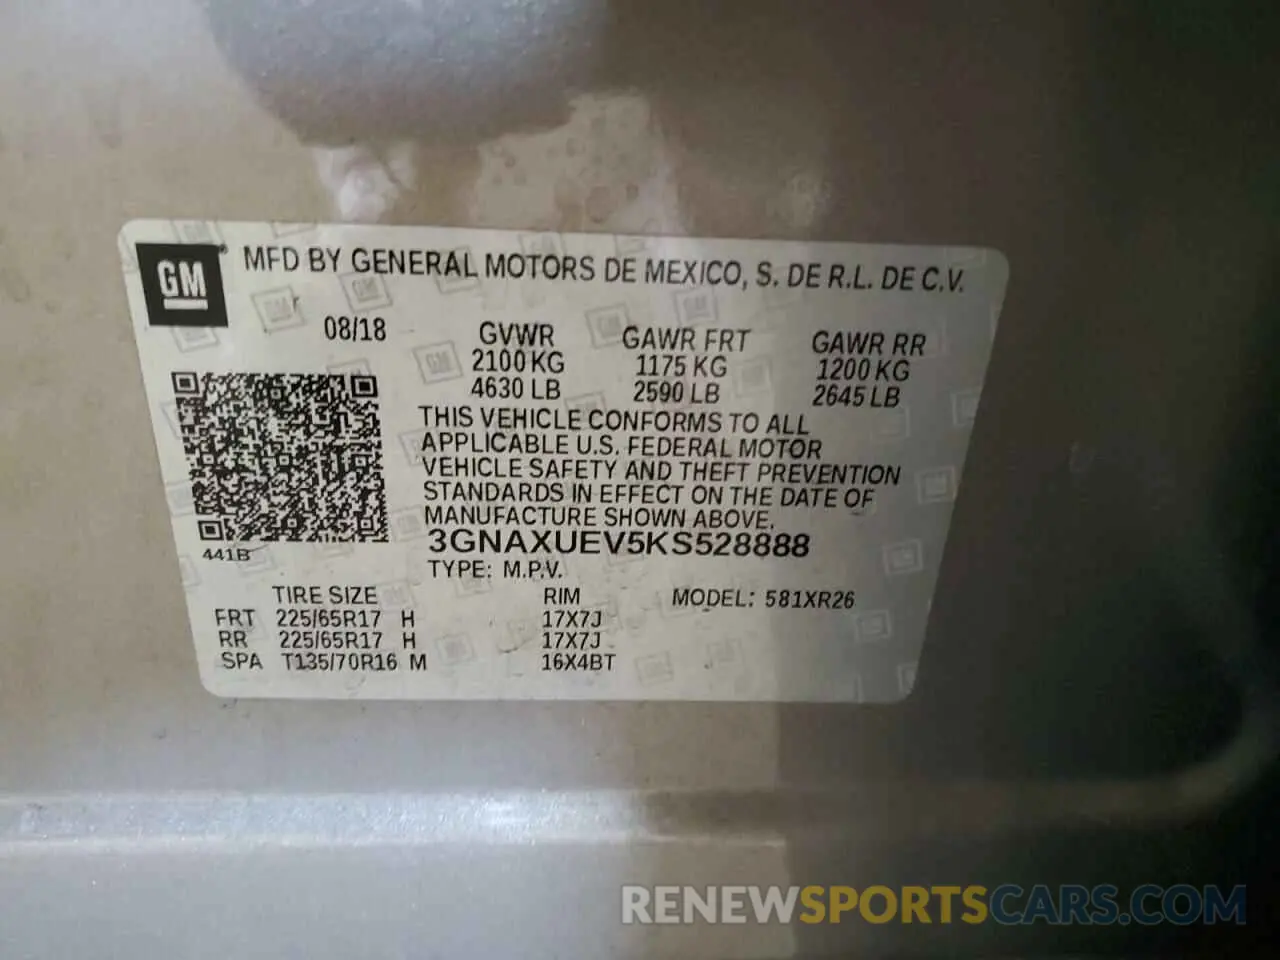 GM
MFD BY GENERAL MOTORS DE MEXICO, S. DE R.L. DE C.V.
08/18 GVWR GAWR FRT GAWR RR
2100 KG 1175 KG 1200 KG
4630 LB 2590 LB 2645 LB
THIS VEHICLE CONFORMS TO ALL
APPLICABLE U.S. FEDERAL MOTOR
VEHICLE SAFETY AND THEFT PREVENTION
STANDARDS IN EFFECT ON THE DATE OF
MANUFACTURE SHOWN ABOVE.
441B
3GNAXUEV5KS528888
TYPE: M.P.V.
TIRE SIZE RIM MODEL: 581XR26
FRT 225/65R17 H 17X7J
RR 225/65R17 H 17X7J
SPA T135/70R16 M 16X4BT
RENEWSPORTSCARS.COM